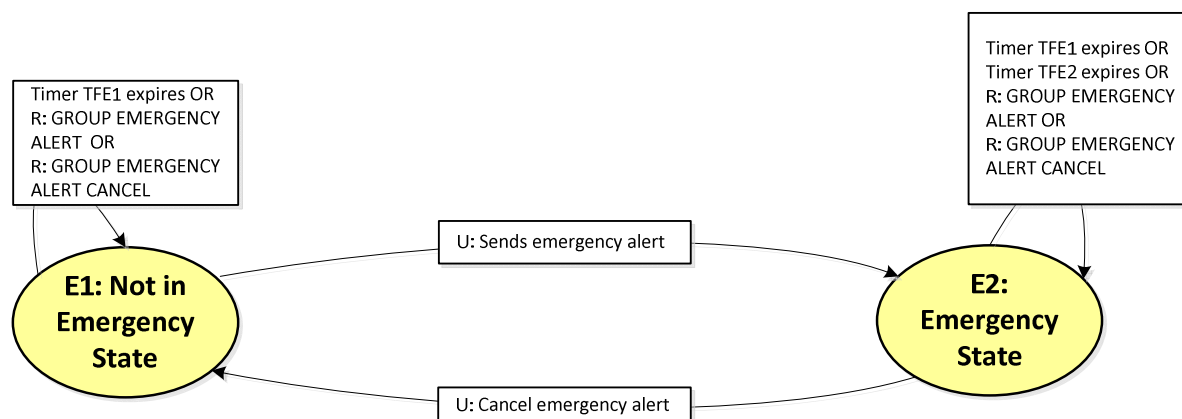 Timer TFE1 expires OR
R: GROUP EMERGENCY
ALERT OR
R: GROUP EMERGENCY
ALERT CANCEL
Timer TFE1 expires OR
Timer TFE2 expires OR
R: GROUP EMERGENCY
ALERT OR
R: GROUP EMERGENCY
ALERT CANCEL
U: Sends emergency alert
E1: Not in
Emergency
State
E2:
Emergency
State
U: Cancel emergency alert